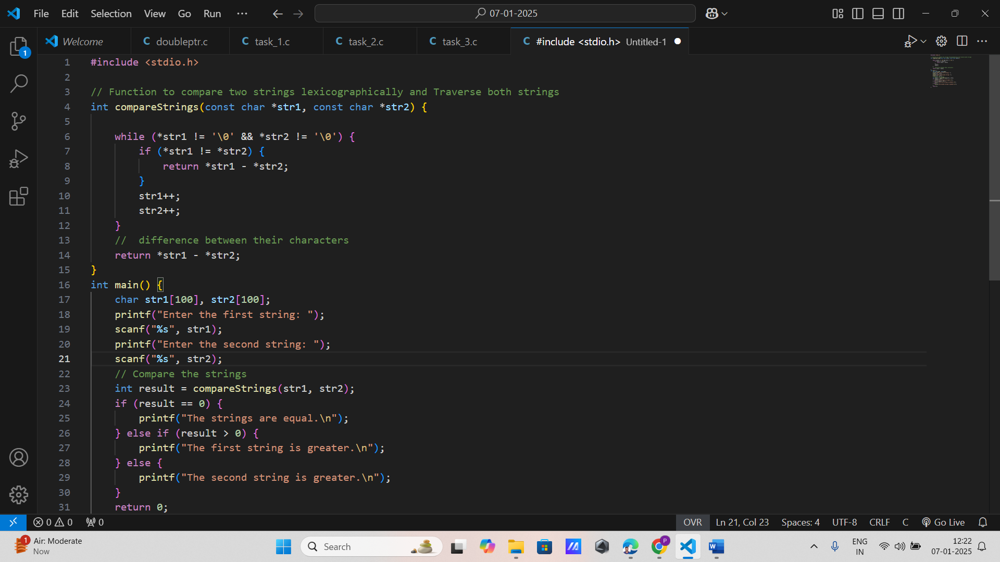 File Edit Selection View Go Run ··· 07-01-2025
Welcome doubleptr.c task_1.c task_2.c task_3.c #include <stdio.h> Untitled-1
1 #include <stdio.h>
2
3 // Function to compare two strings lexicographically and Traverse both strings
4 int compareStrings(const char *str1, const char *str2) {
5
6 while (*str1 != '\0' && *str2 != '\0') {
7 if (*str1 != *str2) {
8 return *str1 - *str2;
9 }
10 str1++;
11 str2++;
12 }
13 //  difference between their characters
14 return *str1 - *str2;
15 }
16 int main() {
17 char str1[100], str2[100];
18 printf("Enter the first string: ");
19 scanf("%s", str1);
20 printf("Enter the second string: ");
21 scanf("%s", str2);
22 // Compare the strings
23 int result = compareStrings(str1, str2);
24 if (result == 0) {
25 printf("The strings are equal.\n");
26 } else if (result > 0) {
27 printf("The first string is greater.\n");
28 } else {
29 printf("The second string is greater.\n");
30 }
31 return 0;
0 0 0 OVR Ln 21, Col 23 Spaces: 4 UTF-8 CRLF C Go Live
1 Air: Moderate
Now
Search
ENG
IN
12:22
07-01-2025